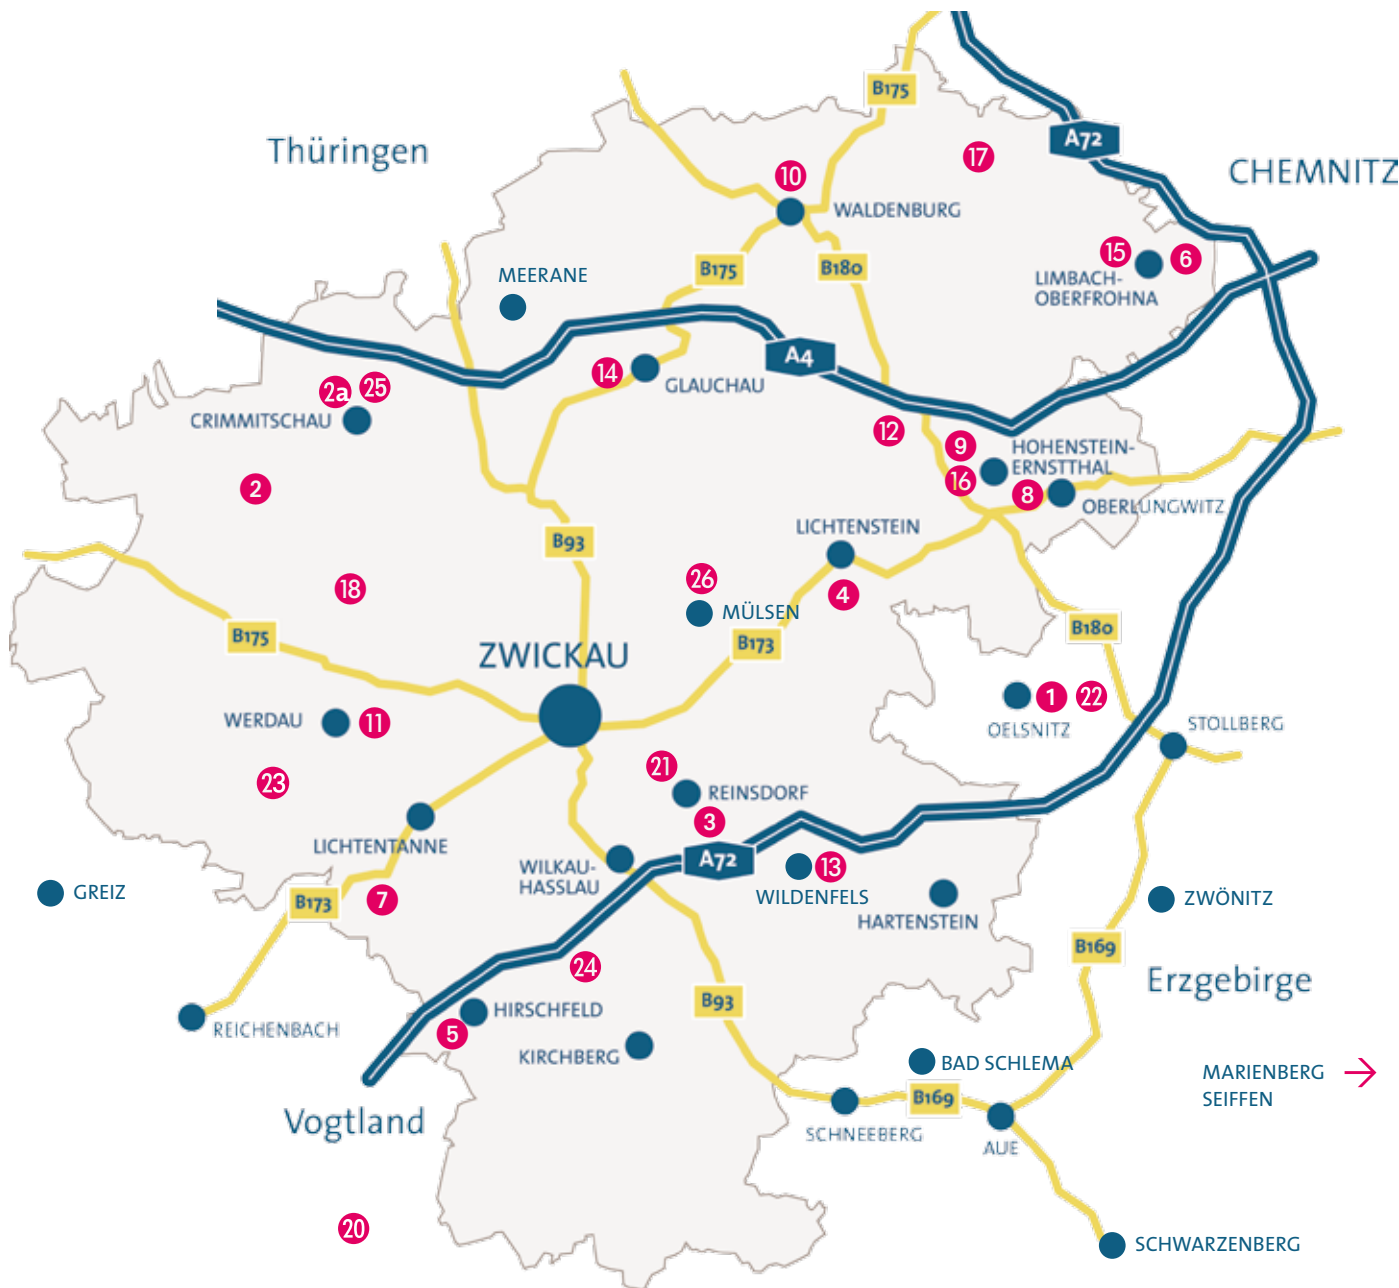 B175
A72
Thüringen
17
CHEMNITZ
10
WALDENBURG
15
6
B175
B180
MEERANE
LIMBACH-
OBERFROHNA
A4
14
GLAUCHAU
2a
25
CRIMMITSCHAU
12
9
HOHENSTEIN-
ERNSTTHAL
16
8
OBERLUNGWITZ
2
LICHTENSTEIN
B93
26
18
4
MÜLSEN
B175
B173
B180
ZWICKAU
1
22
OELSNITZ
WERDAU
11
STOLLBERG
21
23
REINSDORF
3
LICHTENTANNE
A72
WILKAU-
HASSLAU
13
WILDENFELS
GREIZ
B173
7
HARTENSTEIN
ZWÖNITZ
B169
24
Erzgebirge
B93
HIRSCHFELD
REICHENBACH
5
KIRCHBERG
BAD SCHLEMA
MARIENBERG
SEIFFEN
B169
Vogtland
SCHNEEBERG
AUE
20
SCHWARZENBERG